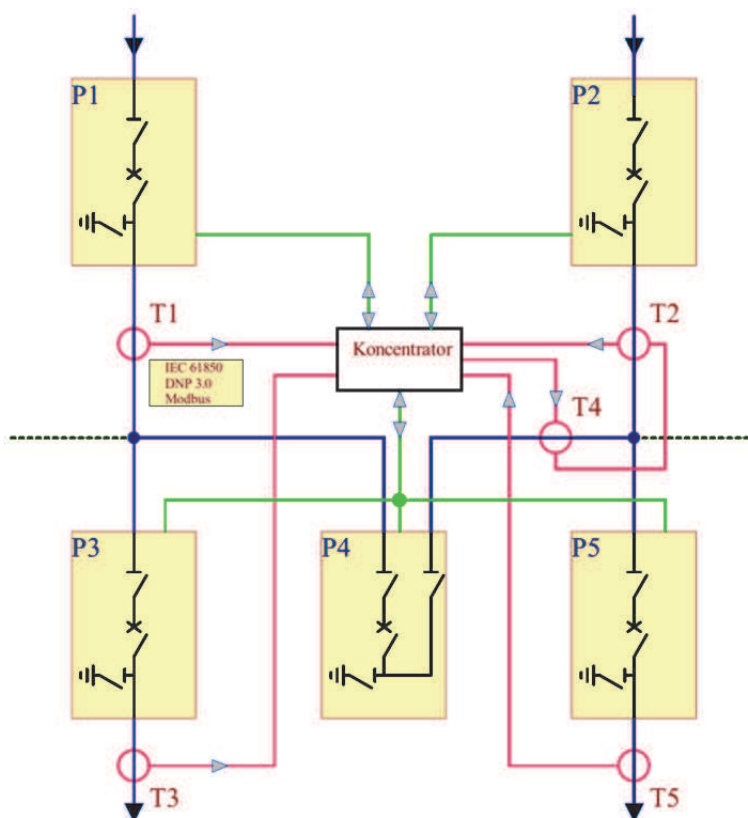 P1
P2
T1
T2
Koncentrator
IEC 61850
DNP 3.0
Modbus
T4
P3
P4
P5
T3
T5